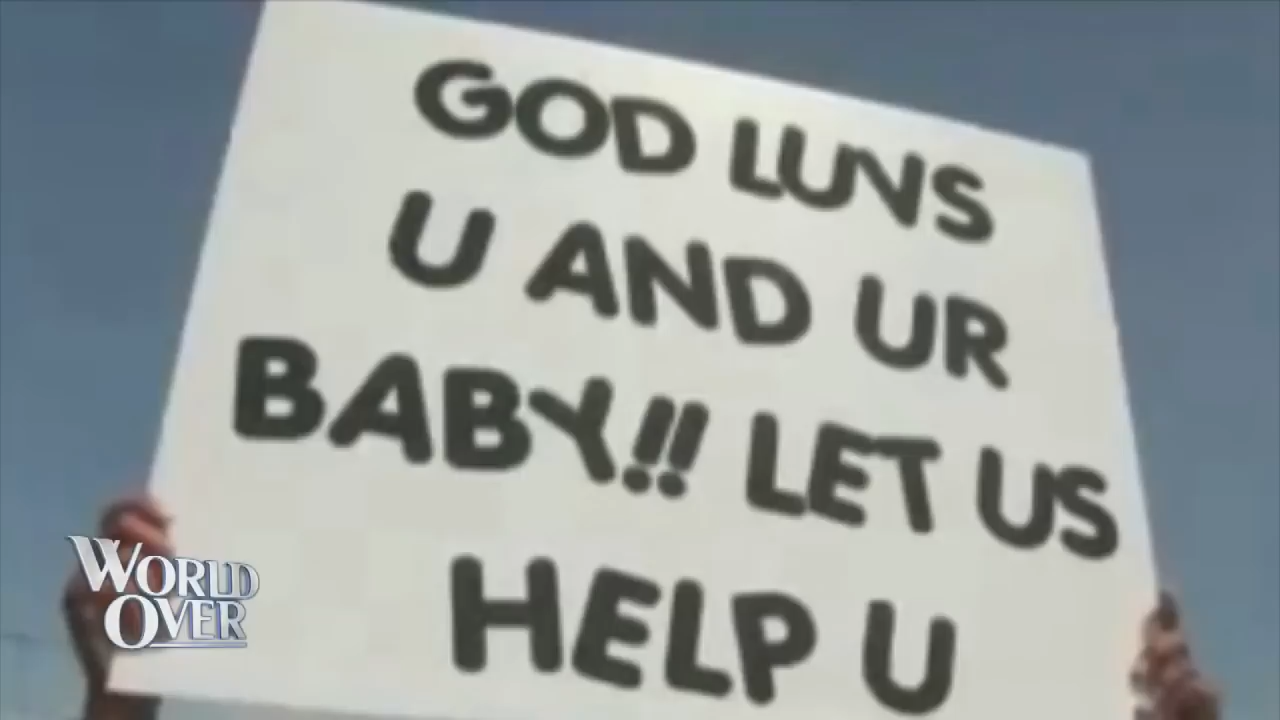 GOD LUVS
U AND UR
BABY!! LET US
HELP U
WORLD
OVER